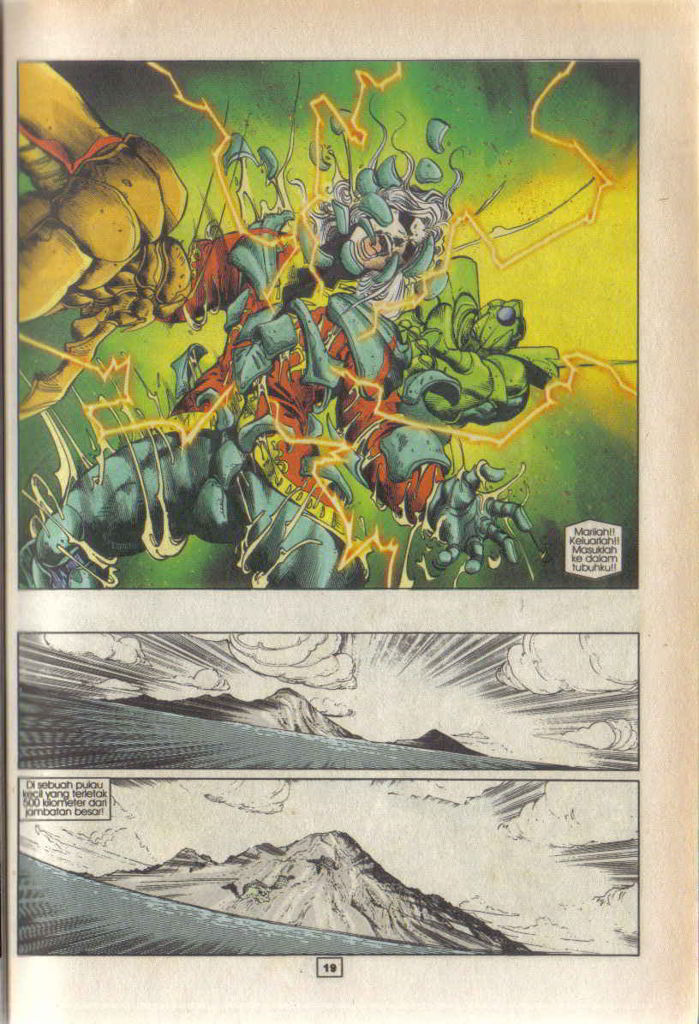 Marilah!!
Keluarlah!!
Masuklah
ke dalam
tubuhku!!
Di sebuah pulau
kecil yang terletak
500 kilometer dari
jambatan besar!
19